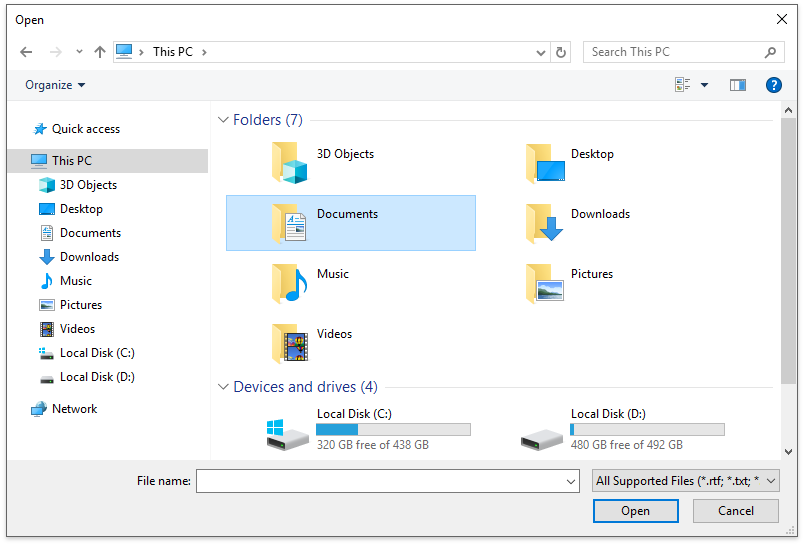 Open
This PC
Search This PC
Organize
Quick access
This PC
3D Objects
Desktop
Documents
Downloads
Music
Pictures
Videos
Local Disk (C:)
Local Disk (D:)
Network
Folders (7)
3D Objects
Desktop
Documents
Downloads
Music
Pictures
Videos
Devices and drives (4)
Local Disk (C:)
320 GB free of 438 GB
Local Disk (D:)
480 GB free of 492 GB
File name:
All Supported Files (*.rtf; *.txt; *
Open
Cancel